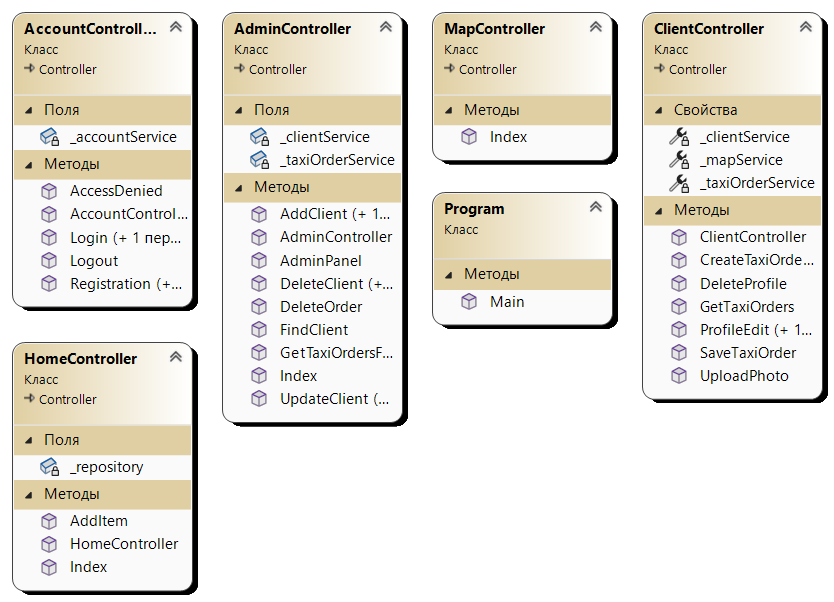 AccountControll...
Класс
Controller
Поля
_accountService
Методы
AccessDenied
AccountControl...
Login (+ 1 пер...
Logout
Registration (+...
HomeController
Класс
Controller
Поля
_repository
Методы
AddItem
HomeController
Index
AdminController
Класс
Controller
Поля
_clientService
_taxiOrderService
Методы
AddClient (+ 1...
AdminController
AdminPanel
DeleteClient (+...
DeleteOrder
FindClient
GetTaxiOrdersF...
Index
UpdateClient (...
MapController
Класс
Controller
Методы
Index
Program
Класс
Методы
Main
ClientController
Класс
Controller
Свойства
_clientService
_mapService
_taxiOrderService
Методы
ClientController
CreateTaxiOrde...
DeleteProfile
GetTaxiOrders
ProfileEdit (+ 1...
SaveTaxiOrder
UploadPhoto